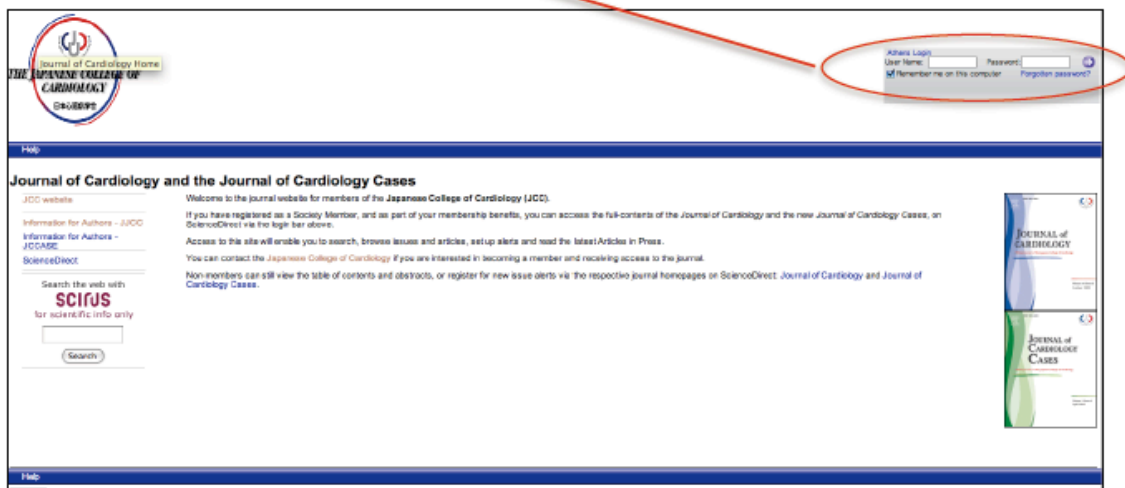 Journal of Cardiology Home
THE JAPANESE COLLEGE OF
CARDIOLOGY
Athens Login
User Name: Password:
Remember me on this computer Forgotten password?
Help
Journal of Cardiology and the Journal of Cardiology Cases
JCC website
Information for Authors - JJCC
Information for Authors -
JCCASE
ScienceDirect
Search the web with
SCIRUS
for scientific info only
Search
Welcome to the journal website for members of the Japanese College of Cardiology (JCC).
If you have registered as a Society Member, and as part of your membership benefits, you can access the full-contents of the Journal of Cardiology and the new Journal of Cardiology Cases, on
ScienceDirect via the login bar above.
Access to this site will enable you to search, browse issues and articles, set up alerts and read the latest Articles in Press.
You can contact the Japanese College of Cardiology if you are interested in becoming a member and receiving access to the journal.
Non-members can still view the table of contents and abstracts, or register for new issue alerts via the respective journal homepages on ScienceDirect: Journal of Cardiology and Journal of
Cardiology Cases.
JOURNAL of
CARDIOLOGY
JOURNAL of
CARDIOLOGY
CASES
Help